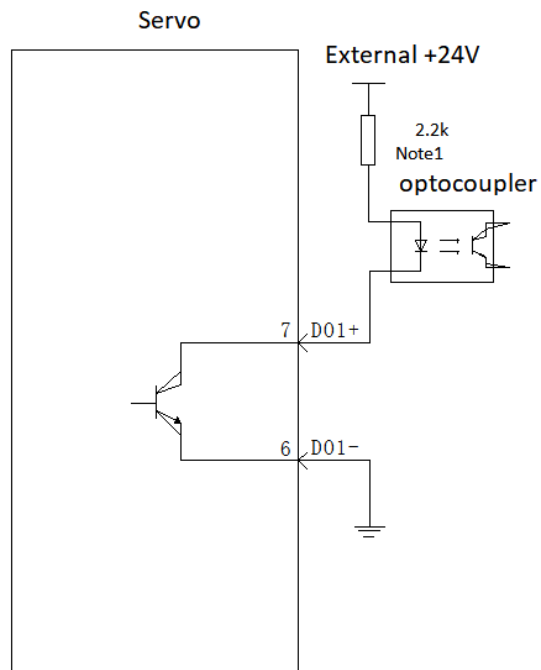 Servo
External +24V
2.2k
Note1
optocoupler
7 DO1+
6 DO1-